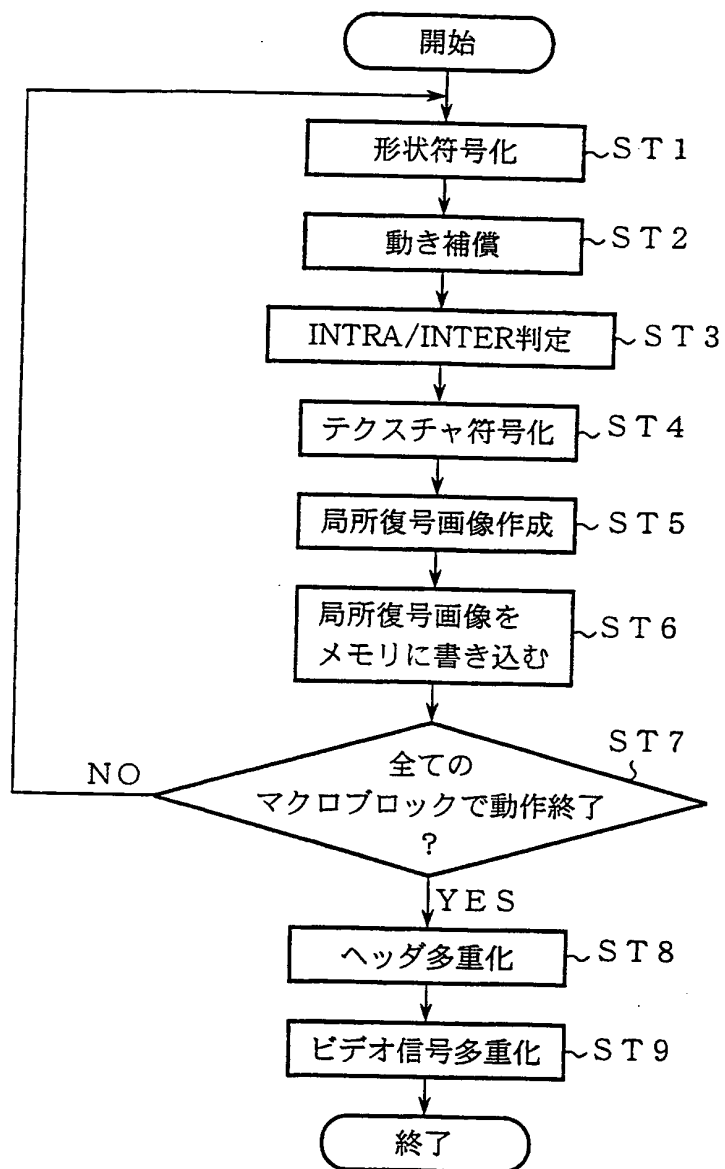 開始
形状符号化
ST1
動き補償
ST2
INTRA/INTER判定
ST3
テクスチャ符号化
ST4
局所復号画像作成
ST5
局所復号画像を
メモリに書き込む
ST6
ST7
全ての
マクロブロックで動作終了
?
NO
YES
ヘッダ多重化
ST8
ビデオ信号多重化
ST9
終了